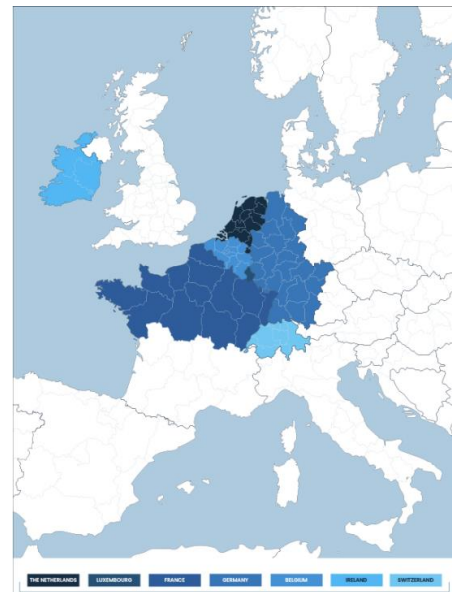 THE NETHERLANDS
LUXEMBOURG
FRANCE
GERMANY
BELGIUM
IRELAND
SWITZERLAND